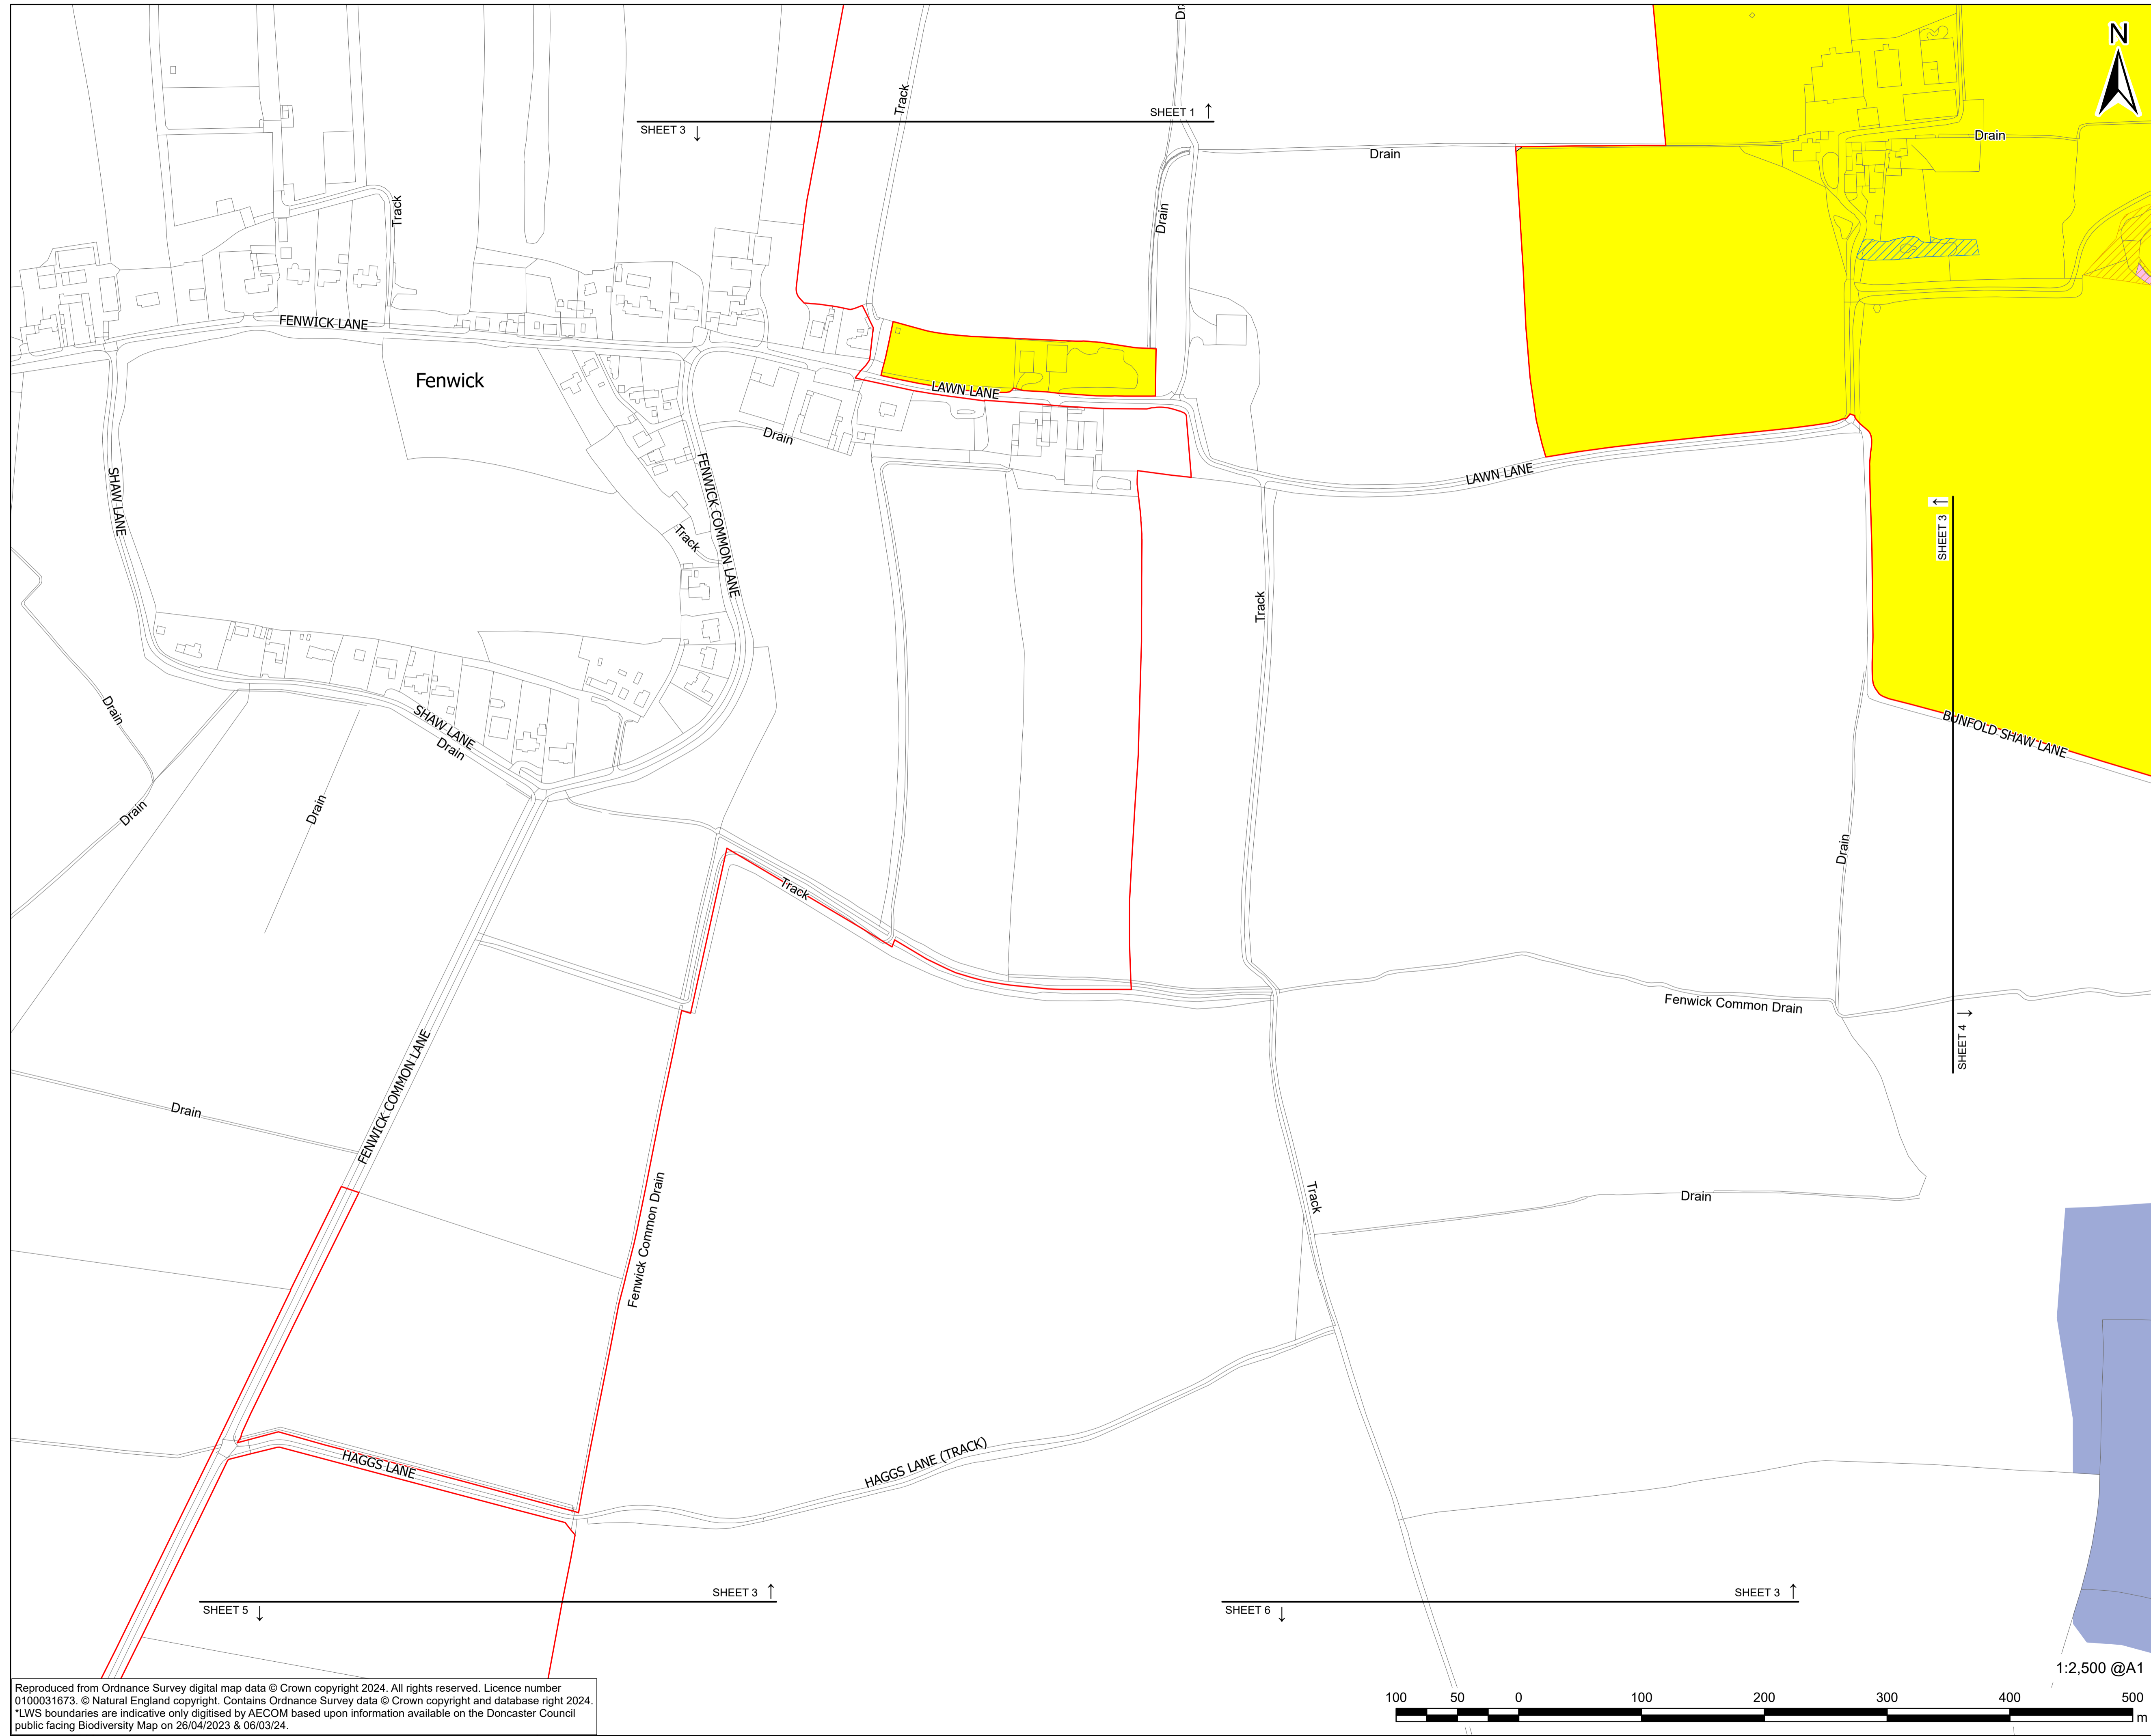 Dr
N
Track
SHEET 1 ↑
SHEET 3 ↓
Drain
Drain
Track
Drain
FENWICK LANE
Fenwick
LAWN LANE
Drain
LAWN LANE
SHAW LANE
FENWICK COMMON LANE
SHEET 3 ↑
Track
Track
Drain
SHAW LANE
Drain
BUNFOLD SHAW LANE
Drain
Drain
Drain
Track
Fenwick Common Drain
SHEET 4 ↓
FENWICK COMMON LANE
Drain
Fenwick Common Drain
Track
Drain
HAGGS LANE
HAGGS LANE (TRACK)
SHEET 3 ↑
SHEET 5 ↓
SHEET 3 ↑
SHEET 6 ↓
1:2,500 @A1
100 50 0 100 200 300 400 500
m
Reproduced from Ordnance Survey digital map data © Crown copyright 2024. All rights reserved. Licence number
0100031673. © Natural England copyright. Contains Ordnance Survey data © Crown copyright and database right 2024.
*LWS boundaries are indicative only digitised by AECOM based upon information available on the Doncaster Council
public facing Biodiversity Map on 26/04/2023 & 06/03/24.